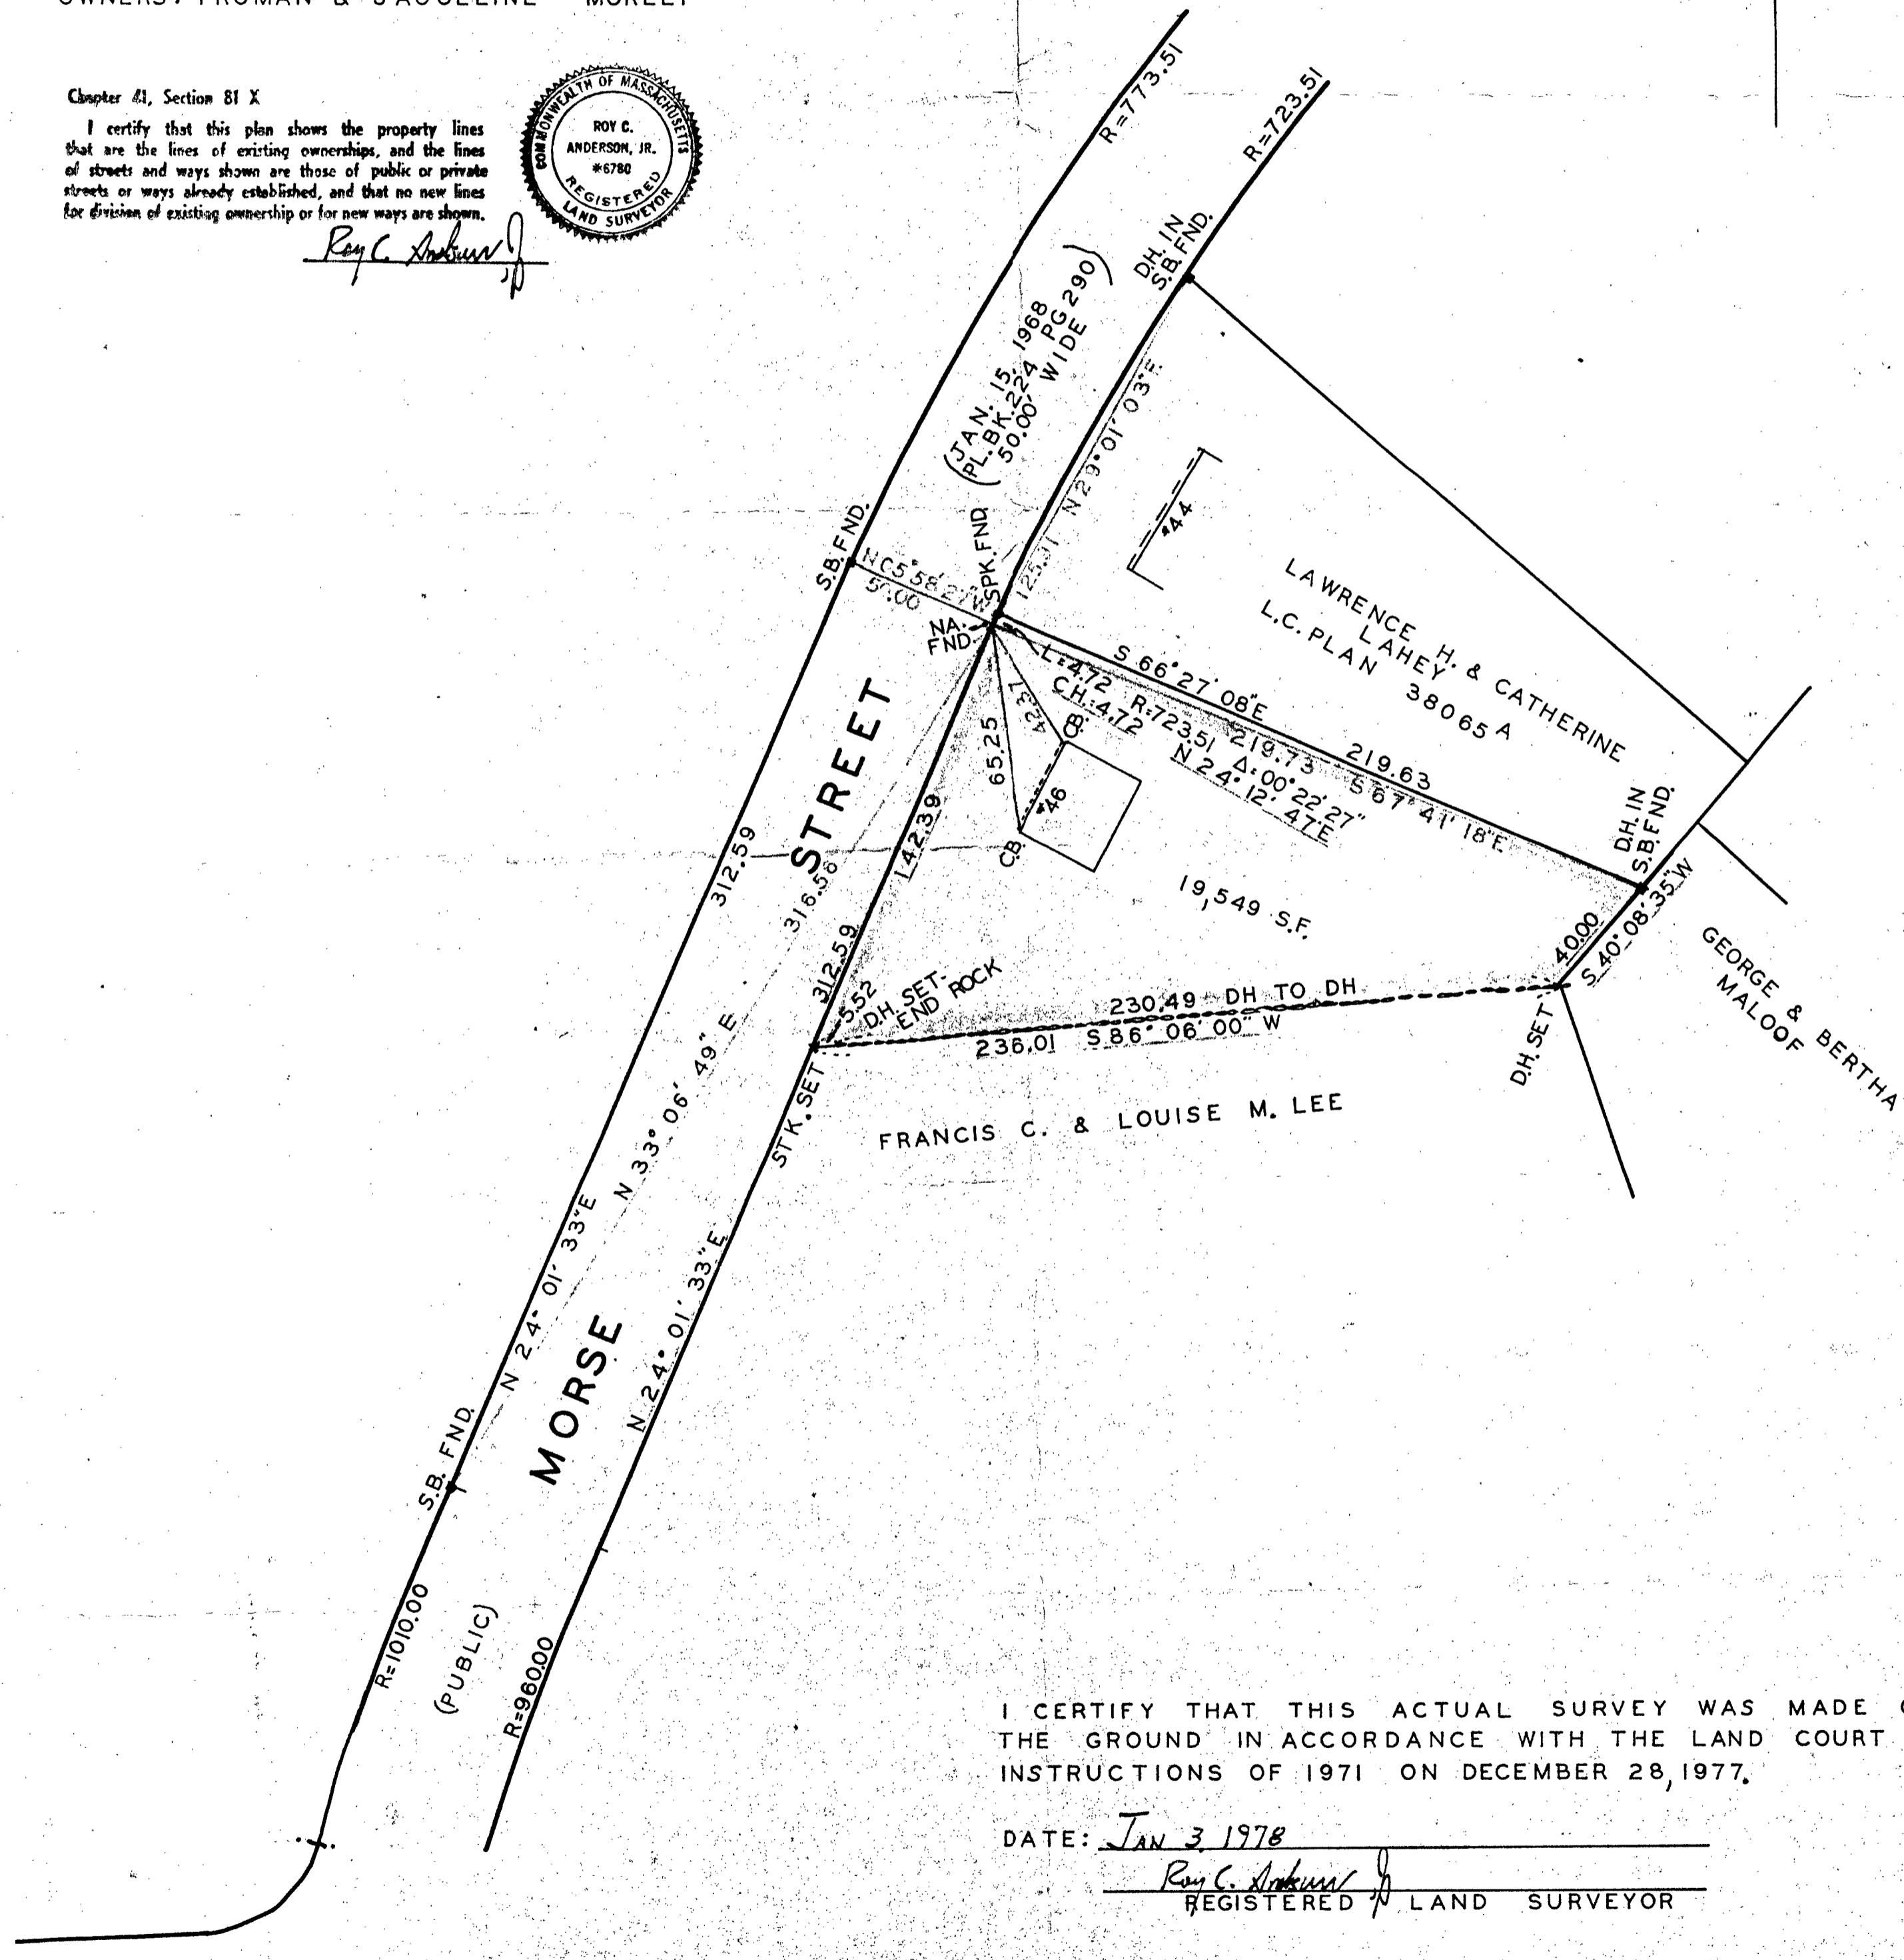 Chapter 41, Section 81 X
I certify that this plan shows the property lines
that are the lines of existing ownerships, and the lines
of streets and ways shown are those of public or private
streets or ways already established, and that no new lines
for division of existing ownership or for new ways are shown.
COMMONWEALTH OF MASSACHUSETTS
ROY C.
ANDERSON, JR.
*6780
REGISTERED
LAND SURVEYOR
R=773.51
R=723.51
D.H. IN
S.B. FND.
(JAN. 15, 1968
PL.BK.224 PG 290)
50.00' WIDE
N 29° 01' 03" E
125.11
SPK. FND
S.B. FND.
50.00
NA.
FND.
#44
LAWRENCE H. & CATHERINE
LAHEY
L.C. PLAN 38065 A
S 66° 27' 08" E
219.63
L=4.72 R=723.51 Δ=00° 22' 27"
CH.=4.72 N 24° 12' 47" E
219.73 S 67° 41' 18" E
42.37
65.25
C.B.
#46
C.B.
142.39
STREET
312.59
316.56
312.59
19,549 S.F.
D.H. IN
S.B. FND.
40.00
S 40° 08' 35" W
GEORGE & BERTHA
MALOOF
5.52
D.H. SET-
END ROCK
230.49 DH TO DH
236.01 S 86° 06' 00" W
D.H. SET
STK. SET
FRANCIS C. & LOUISE M. LEE
N 33° 06' 49" E
N 24° 01' 33" E
N 24° 01' 33" E
MORSE
S.B. FND.
R=1010.00
(PUBLIC)
R=960.00
I CERTIFY THAT THIS ACTUAL SURVEY WAS MADE
THE GROUND IN ACCORDANCE WITH THE LAND COURT
INSTRUCTIONS OF 1971 ON DECEMBER 28, 1977.
DATE: JAN 3, 1978
REGISTERED LAND SURVEYOR